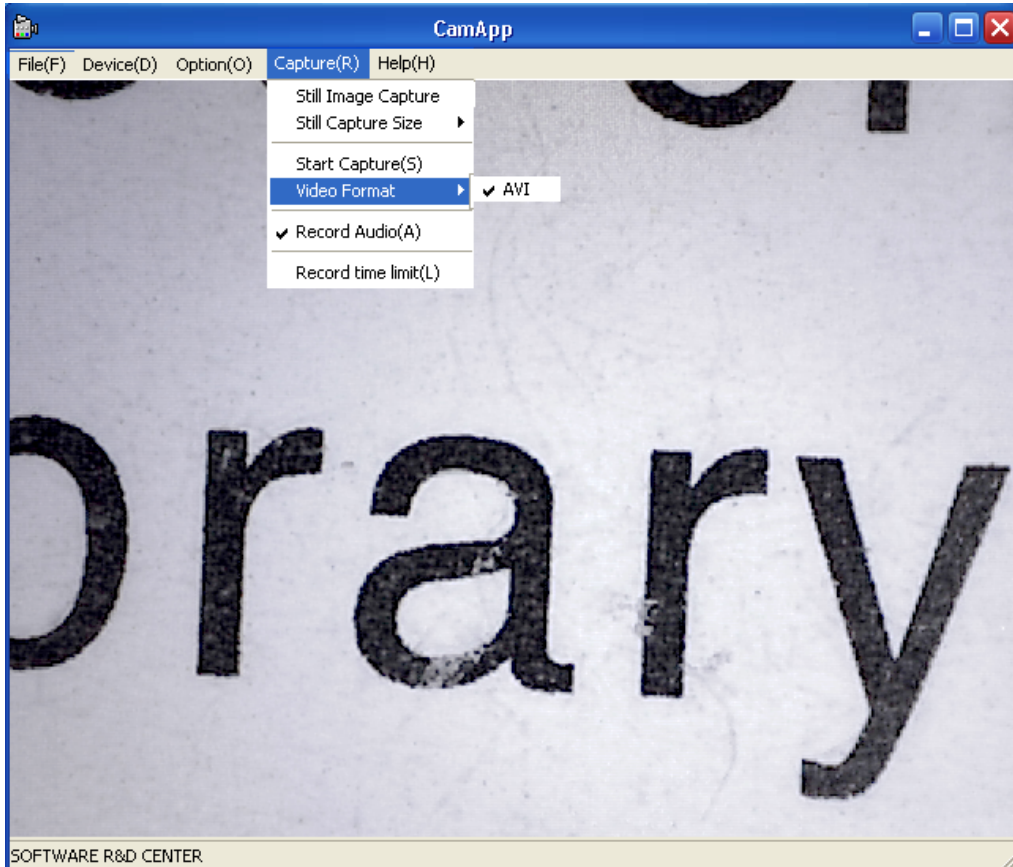 CamApp
File(F) Device(D) Option(O) Capture(R) Help(H)
Still Image Capture
Still Capture Size
Start Capture(S)
Video Format
AVI
Record Audio(A)
Record time limit(L)
rary
SOFTWARE R&D CENTER